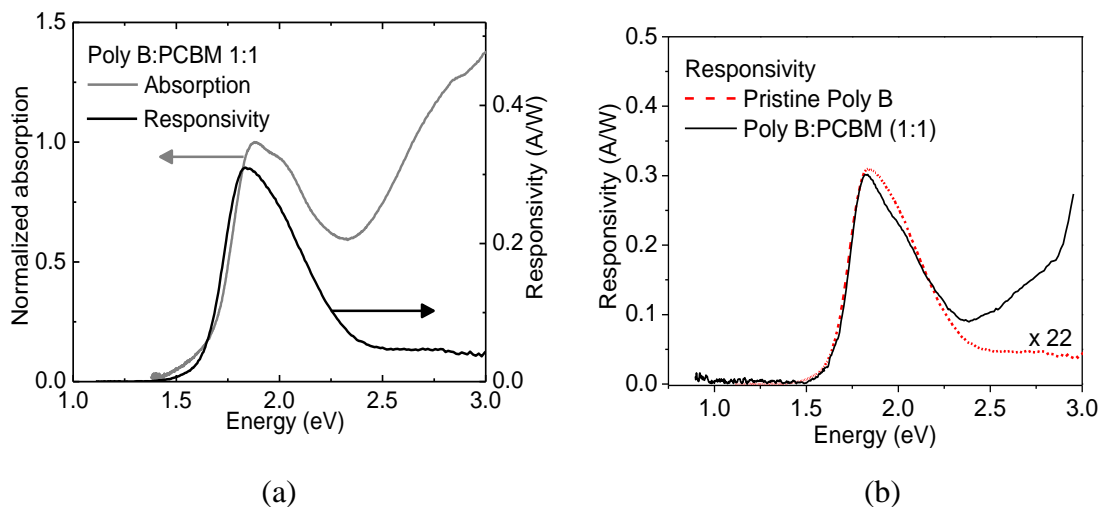 1.5
Poly B:PCBM 1:1
Absorption
Responsivity
1.0
0.5
0.0
Normalized absorption
0.4
0.2
0.0
Responsivity (A/W)
1.0 1.5 2.0 2.5 3.0
Energy (eV)
(a)
0.5
Responsivity
Pristine Poly B
Poly B:PCBM (1:1)
0.4
0.3
0.2
0.1
0.0
Responsivity (A/W)
x 22
1.0 1.5 2.0 2.5 3.0
Energy (eV)
(b)